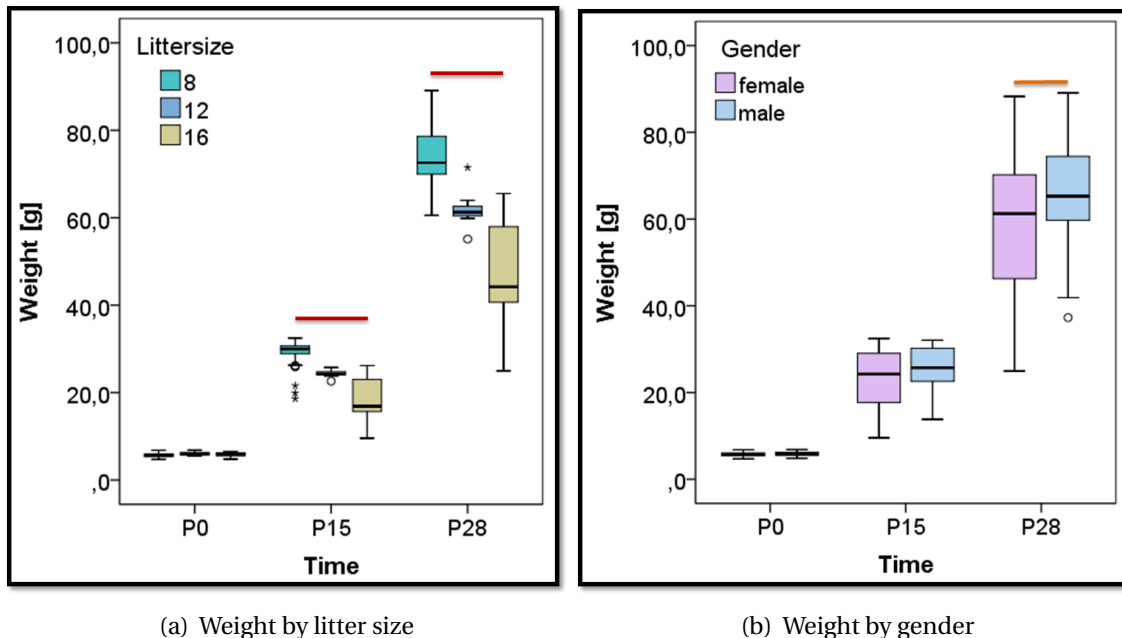 Weight [g]
100,0
80,0
60,0
40,0
20,0
,0
Littersize
8
12
16
P0 P15 P28
Time
(a) Weight by litter size
Weight [g]
100,0
80,0
60,0
40,0
20,0
,0
Gender
female
male
P0 P15 P28
Time
(b) Weight by gender